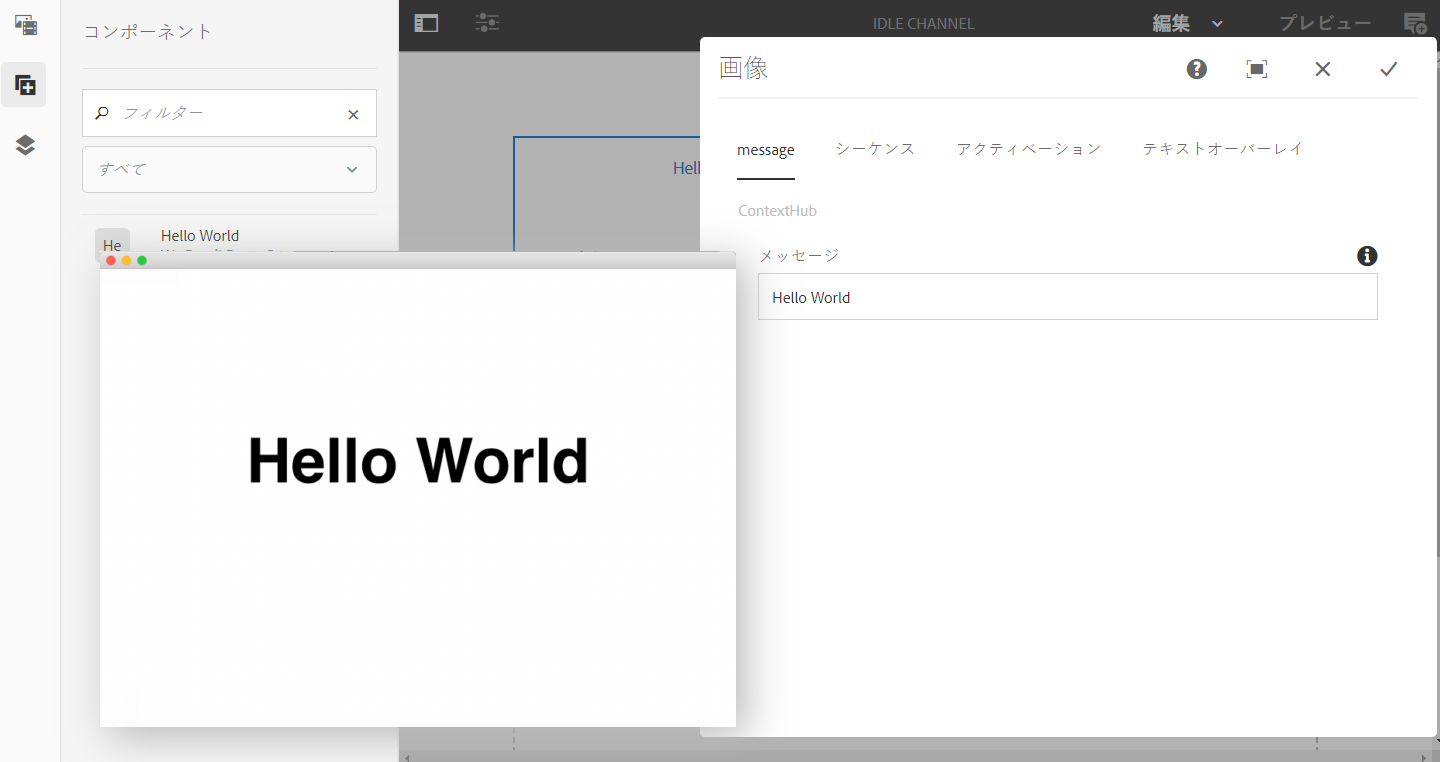 コンポーネント
IDLE CHANNEL
編集
プレビュー
フィルター
すべて
He
Hello World
Hell
画像
message
シーケンス
アクティベーション
テキストオーバーレイ
ContextHub
メッセージ
Hello World
Hello World